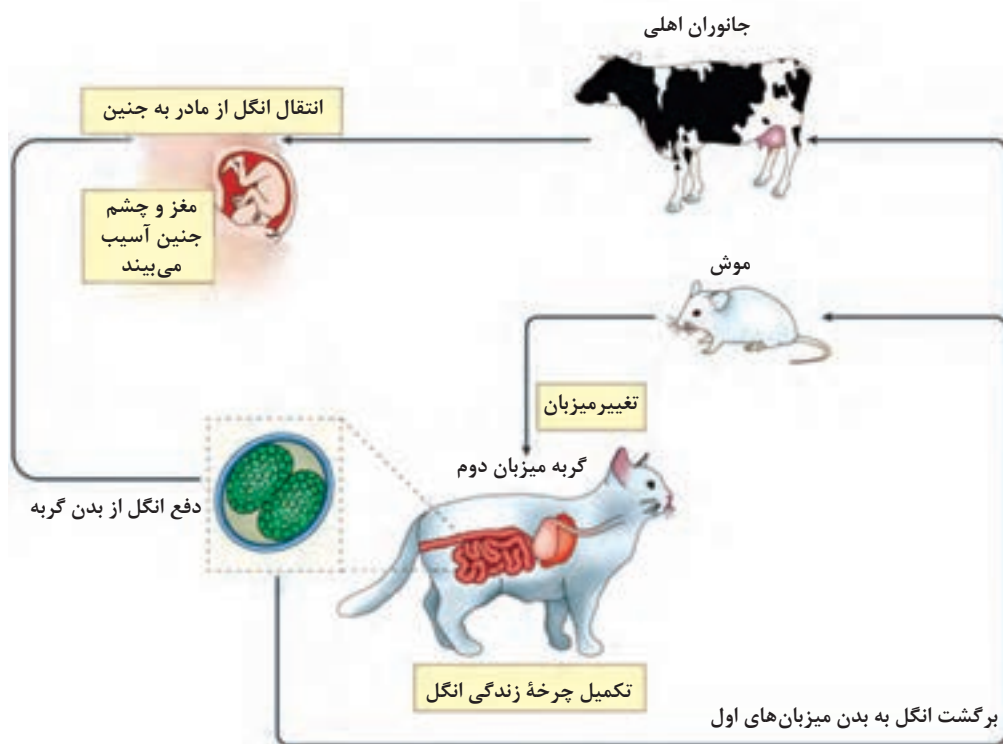 جانوران اهلی
انتقال انگل از مادر به جنین
مغز و چشم
جنین آسیب
می‌بیند
موش
تغییرمیزبان
گربه میزبان دوم
دفع انگل از بدن گربه
تکمیل چرخهٔ زندگی انگل
برگشت انگل به بدن میزبان‌های اول